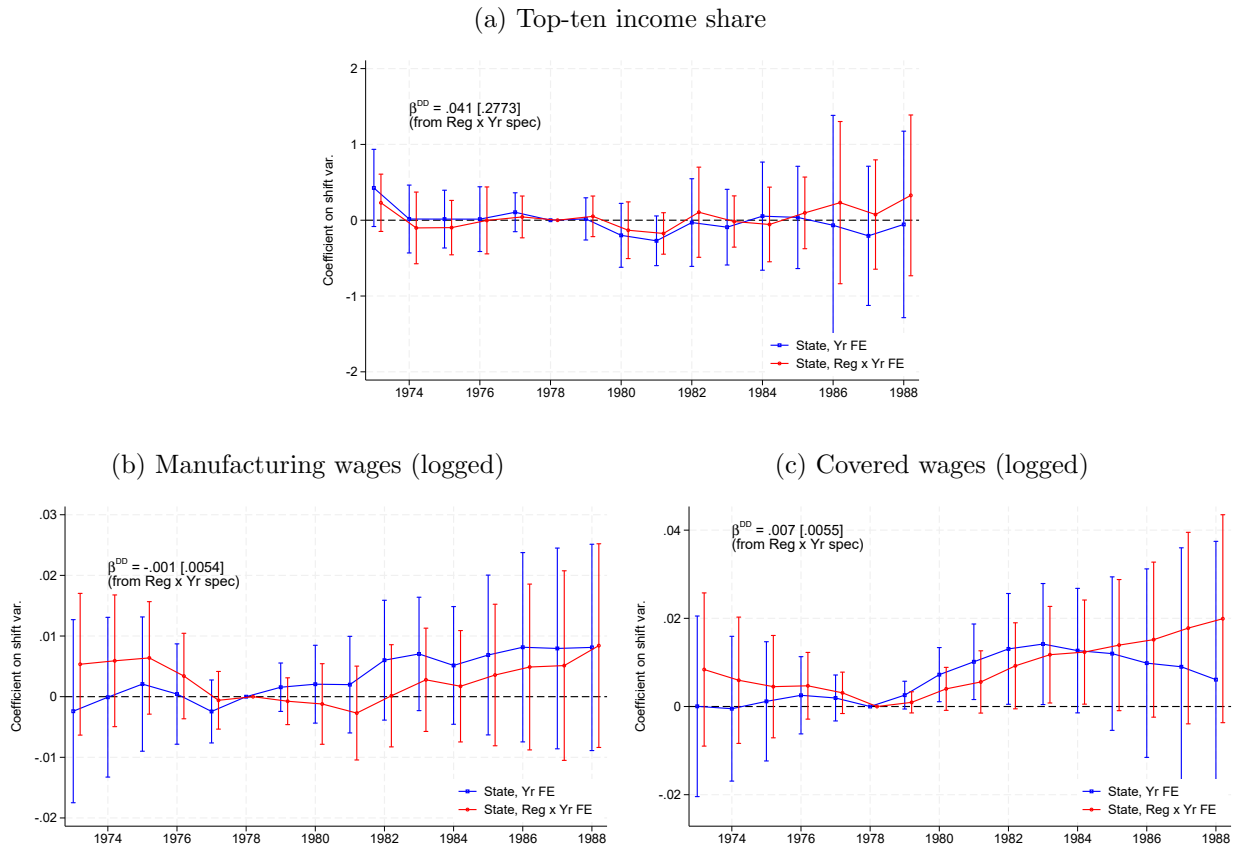 (a) Top-ten income share
2
1
0
-1
-2
Coefficient on shift var.
β^DD = .041 [.2773]
(from Reg x Yr spec)
State, Yr FE
State, Reg x Yr FE
1974 1976 1978 1980 1982 1984 1986 1988
(b) Manufacturing wages (logged)
.03
.02
.01
0
-.01
-.02
Coefficient on shift var.
β^DD = -.001 [.0054]
(from Reg x Yr spec)
State, Yr FE
State, Reg x Yr FE
1974 1976 1978 1980 1982 1984 1986 1988
(c) Covered wages (logged)
.04
.02
0
-.02
Coefficient on shift var.
β^DD = .007 [.0055]
(from Reg x Yr spec)
State, Yr FE
State, Reg x Yr FE
1974 1976 1978 1980 1982 1984 1986 1988